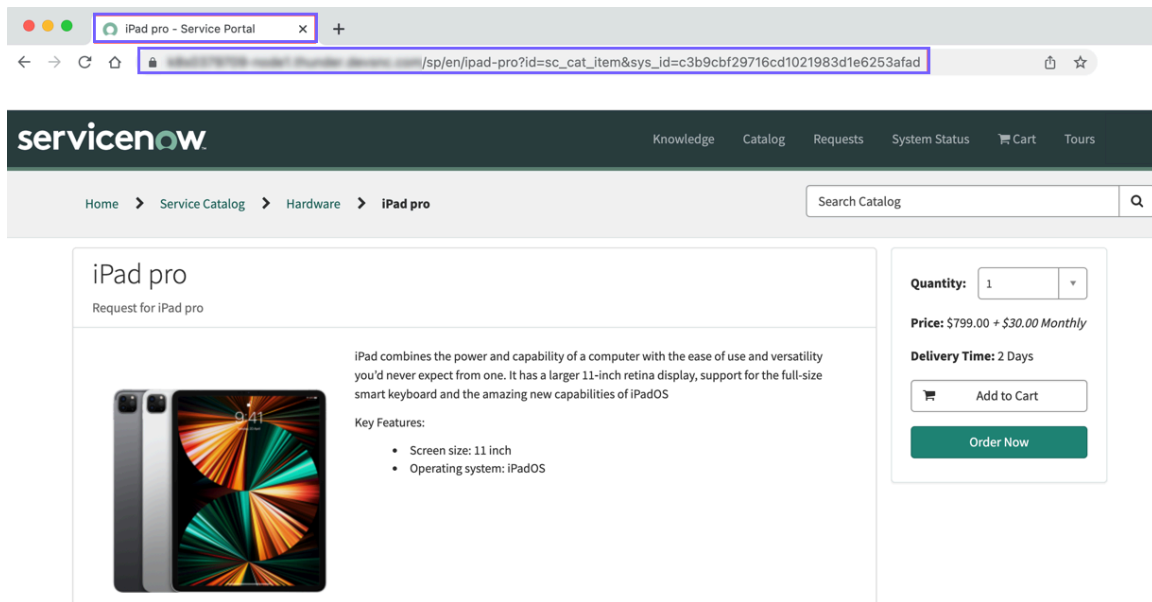 iPad pro - Service Portal
/sp/en/ipad-pro?id=sc_cat_item&sys_id=c3b9cbf29716cd1021983d1e6253afad
servicenow
Knowledge Catalog Requests System Status Cart Tours
Home Service Catalog Hardware iPad pro
Search Catalog
iPad pro
Request for iPad pro
iPad combines the power and capability of a computer with the ease of use and versatility
you'd never expect from one. It has a larger 11-inch retina display, support for the full-size
smart keyboard and the amazing new capabilities of iPadOS
Key Features:
• Screen size: 11 inch
• Operating system: iPadOS
9:41
Quantity: 1
Price: $799.00 + $30.00 Monthly
Delivery Time: 2 Days
Add to Cart
Order Now